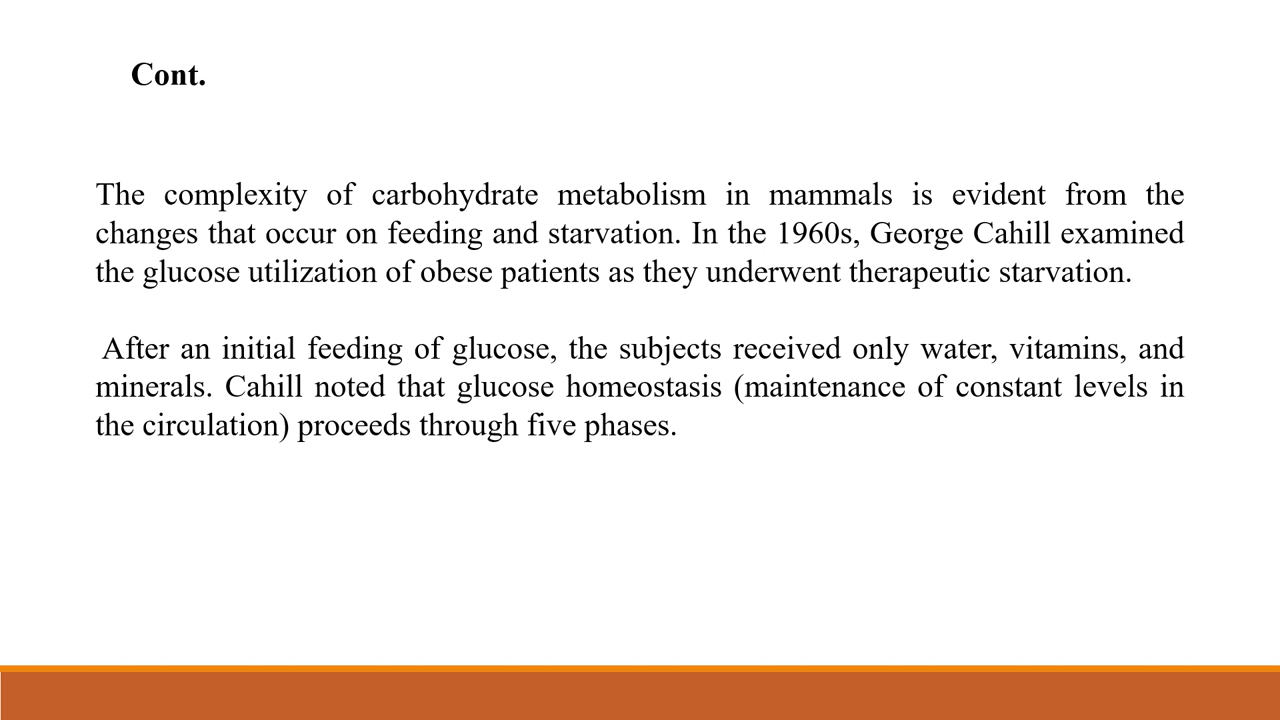 Cont.
The complexity of carbohydrate metabolism in mammals is evident from the
changes that occur on feeding and starvation. In the 1960s, George Cahill examined
the glucose utilization of obese patients as they underwent therapeutic starvation.
After an initial feeding of glucose, the subjects received only water, vitamins, and
minerals. Cahill noted that glucose homeostasis (maintenance of constant levels in
the circulation) proceeds through five phases.